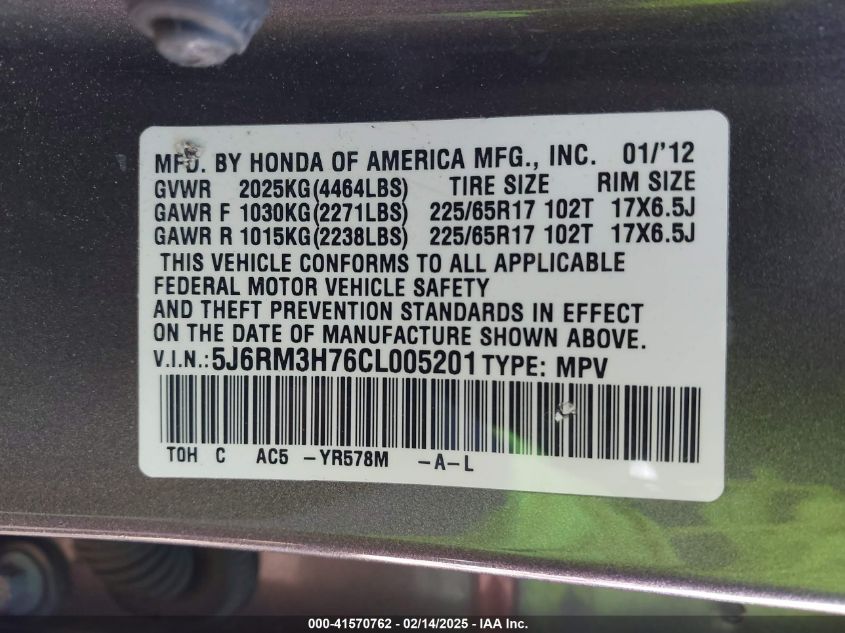 MFD. BY HONDA OF AMERICA MFG., INC. 01/'12
GVWR 2025KG(4464LBS) TIRE SIZE RIM SIZE
GAWR F 1030KG(2271LBS) 225/65R17 102T 17X6.5J
GAWR R 1015KG(2238LBS) 225/65R17 102T 17X6.5J
THIS VEHICLE CONFORMS TO ALL APPLICABLE
FEDERAL MOTOR VEHICLE SAFETY
AND THEFT PREVENTION STANDARDS IN EFFECT
ON THE DATE OF MANUFACTURE SHOWN ABOVE.
V.I.N.:5J6RM3H76CL005201 TYPE: MPV
TOH C AC5 -YR578M -A-L
000-41570762 - 02/14/2025 - IAA Inc.